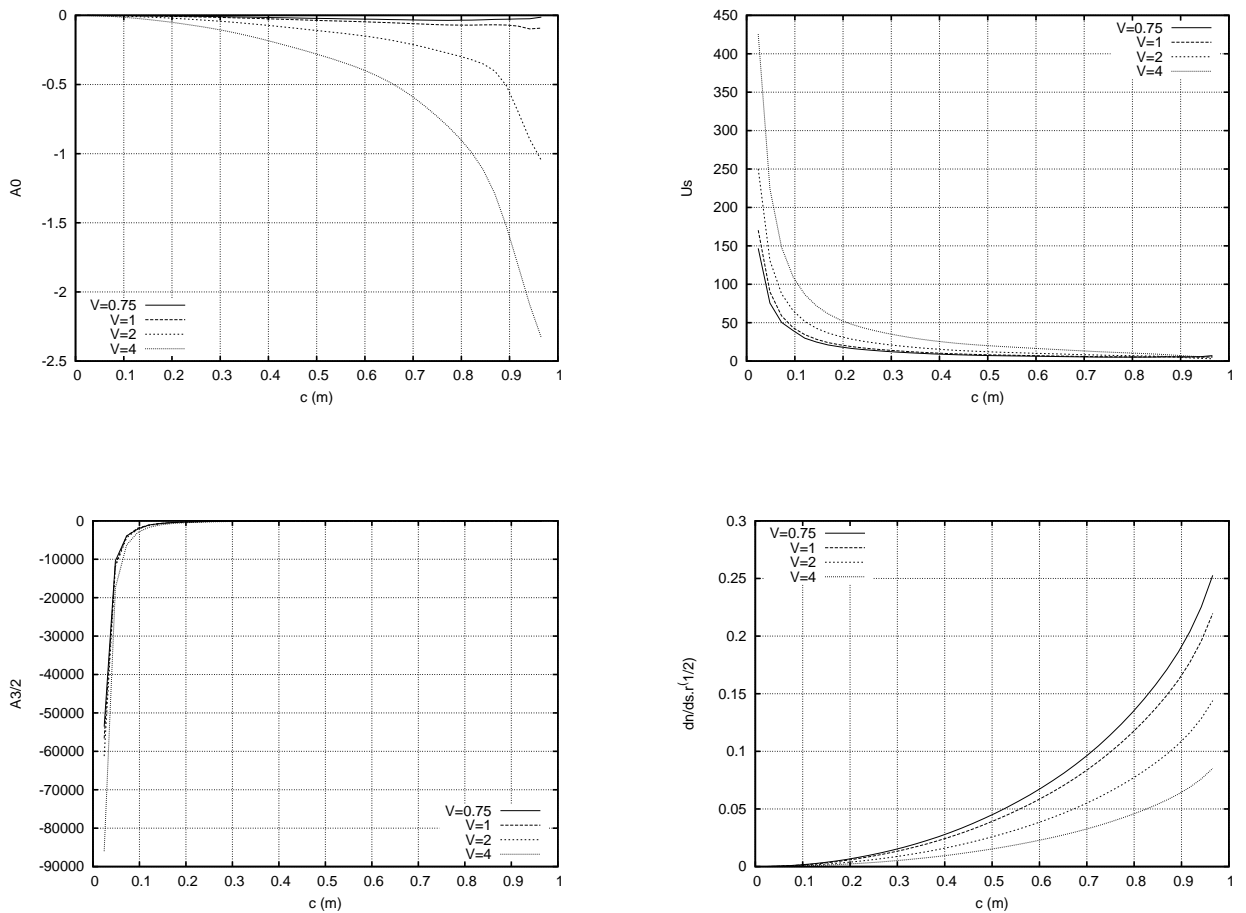 0
-0.5
-1
-1.5
-2
-2.5
0 0.1 0.2 0.3 0.4 0.5 0.6 0.7 0.8 0.9 1
A0
c (m)
V=0.75
V=1
V=2
V=4
450
400
350
300
250
200
150
100
50
0
0 0.1 0.2 0.3 0.4 0.5 0.6 0.7 0.8 0.9 1
Us
c (m)
V=0.75
V=1
V=2
V=4
0
-10000
-20000
-30000
-40000
-50000
-60000
-70000
-80000
-90000
0 0.1 0.2 0.3 0.4 0.5 0.6 0.7 0.8 0.9 1
A3/2
c (m)
V=0.75
V=1
V=2
V=4
0.3
0.25
0.2
0.15
0.1
0.05
0
0 0.1 0.2 0.3 0.4 0.5 0.6 0.7 0.8 0.9 1
dn/ds.r⁽1/2)
c (m)
V=0.75
V=1
V=2
V=4